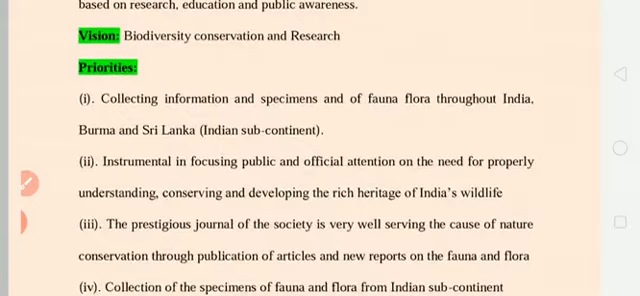 based on research, education and public awareness.
Vision: Biodiversity conservation and Research
Priorities:
(i). Collecting information and specimens and of fauna flora throughout India,
Burma and Sri Lanka (Indian sub-continent).
(ii). Instrumental in focusing public and official attention on the need for properly
understanding, conserving and developing the rich heritage of India’s wildlife
(iii). The prestigious journal of the society is very well serving the cause of nature
conservation through publication of articles and new reports on the fauna and flora
(iv). Collection of the specimens of fauna and flora from Indian sub-continent